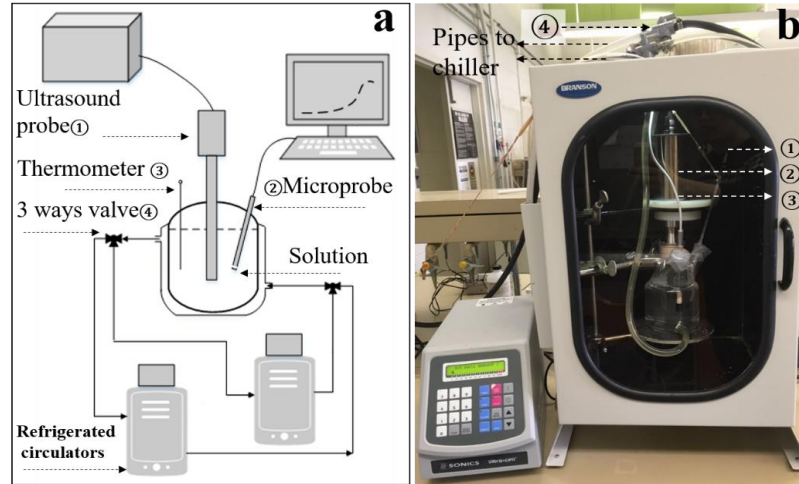 a
Ultrasound
probe①
Thermometer ③
②Microprobe
3 ways valve④
Solution
Refrigerated
circulators
b
④
Pipes to
chiller
BRANSON
①
②
③
SONICS